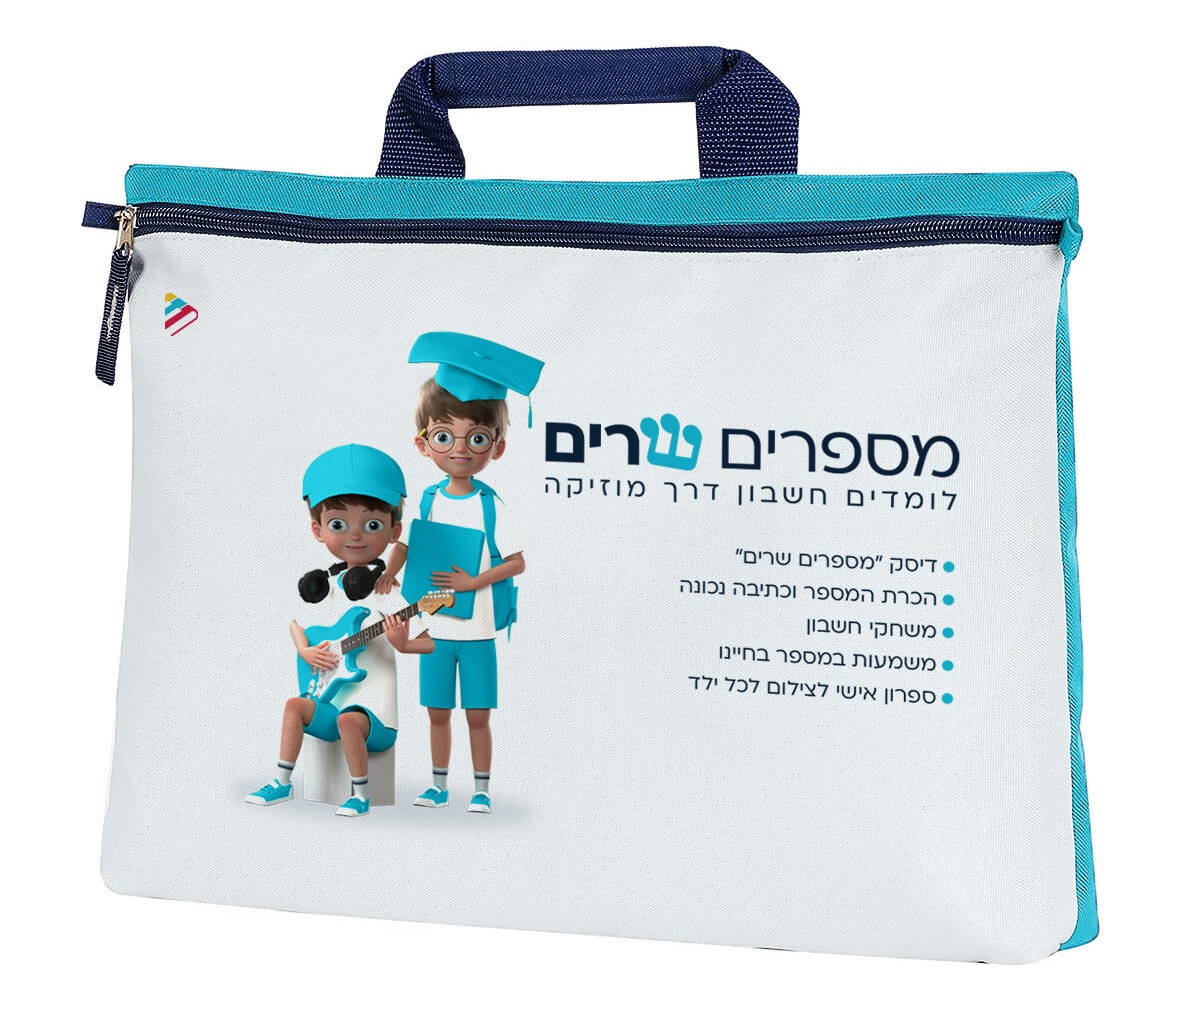 מספרים שרים
לומדים חשבון דרך מוזיקה
• דיסק "מספרים שרים"
• הכרת המספר וכתיבה נכונה
• משחקי חשבון
• משמעות במספר בחיינו
• ספרון אישי לצילום לכל ילד